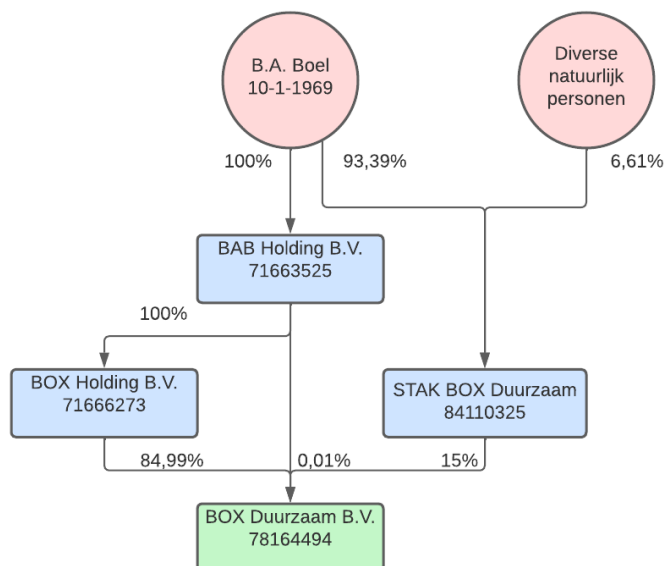 B.A. Boel
10-1-1969
Diverse
natuurlijk
personen
100%
93,39%
6,61%
BAB Holding B.V.
71663525
100%
BOX Holding B.V.
71666273
STAK BOX Duurzaam
84110325
84,99%
0,01%
15%
BOX Duurzaam B.V.
78164494